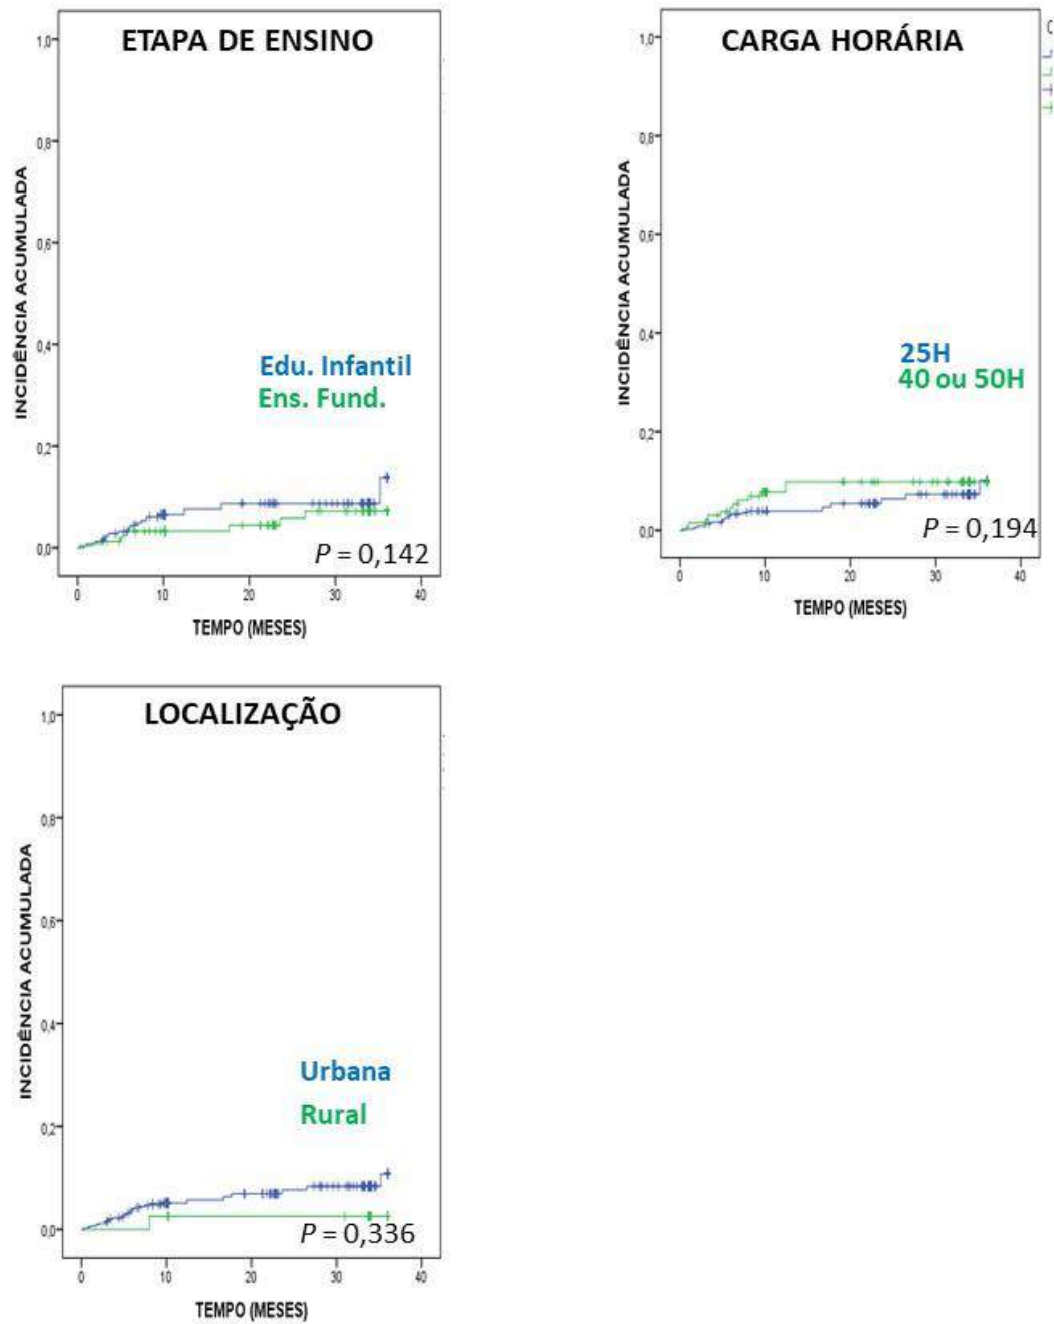 ETAPA DE ENSINO
1,0
0,8
0,6
0,4
0,2
0,0
INCIDÊNCIA ACUMULADA
Edu. Infantil
Ens. Fund.
P = 0,142
0 10 20 30 40
TEMPO (MESES)
CARGA HORÁRIA
1,0
0,8
0,6
0,4
0,2
0,0
INCIDÊNCIA ACUMULADA
25H
40 ou 50H
P = 0,194
0 10 20 30 40
TEMPO (MESES)
LOCALIZAÇÃO
1,0
0,8
0,6
0,4
0,2
0,0
INCIDÊNCIA ACUMULADA
Urbana
Rural
P = 0,336
0 10 20 30 40
TEMPO (MESES)